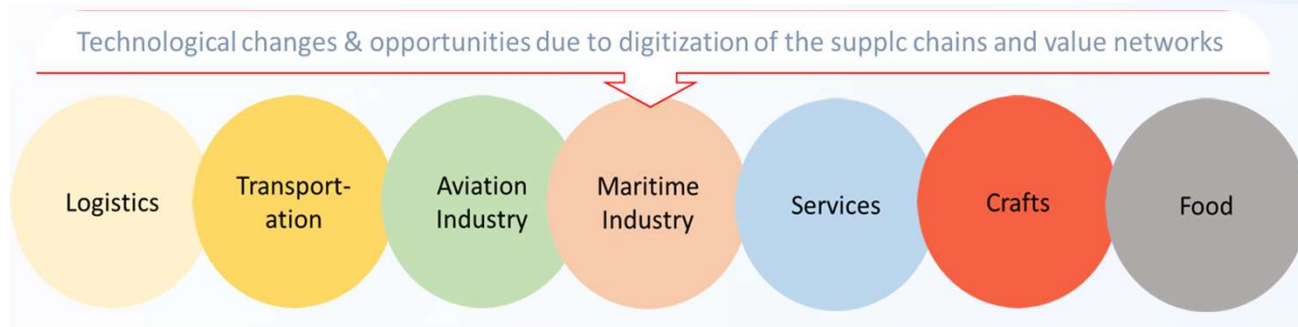 Technological changes & opportunities due to digitization of the supplc chains and value networks
Logistics
Transport-
ation
Aviation
Industry
Maritime
Industry
Services
Crafts
Food